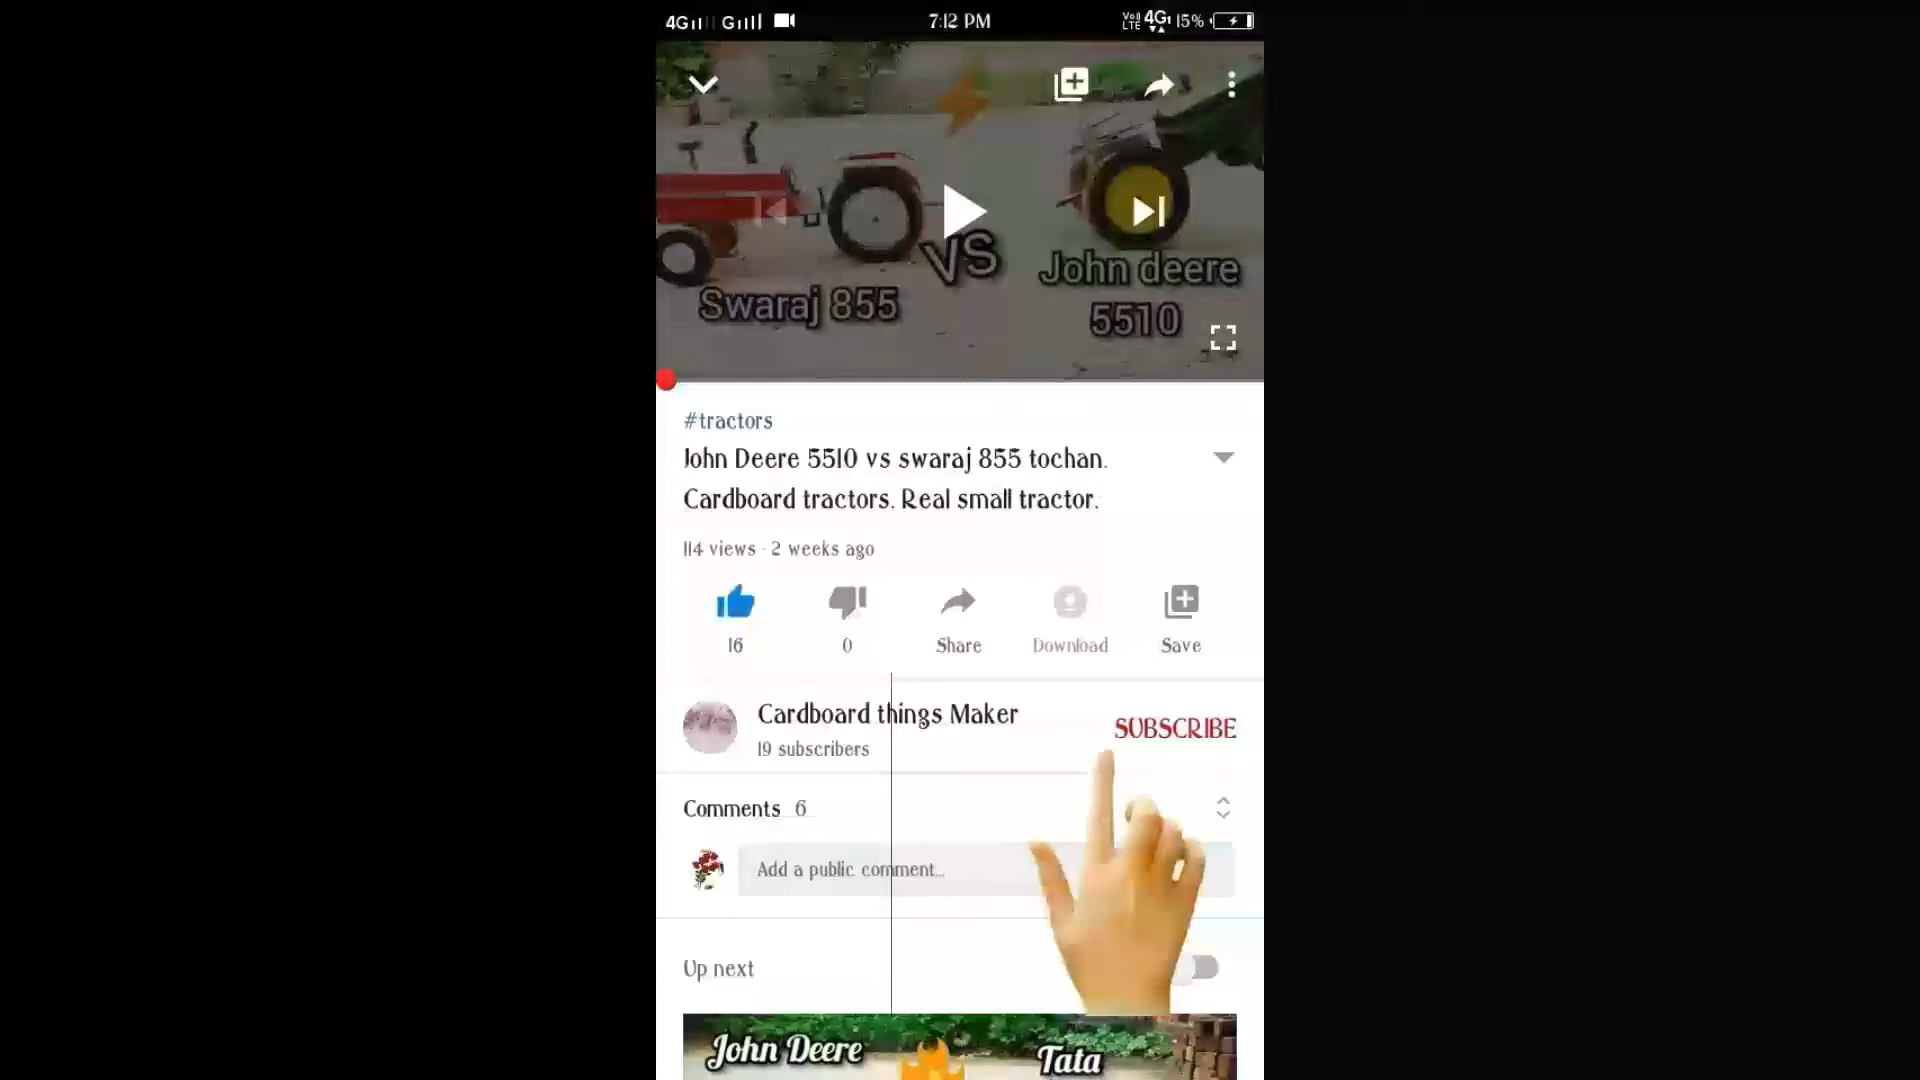 4G G 7:12 PM Vo) LTE 4G 15%
VS
John deere
Swaraj 855
5510
#tractors
John Deere 5510 vs swaraj 855 tochan.
Cardboard tractors. Real small tractor.
114 views · 2 weeks ago
16 0 Share Download Save
Cardboard things Maker
19 subscribers
SUBSCRIBE
Comments 6
Add a public comment...
Up next
John Deere
Tata